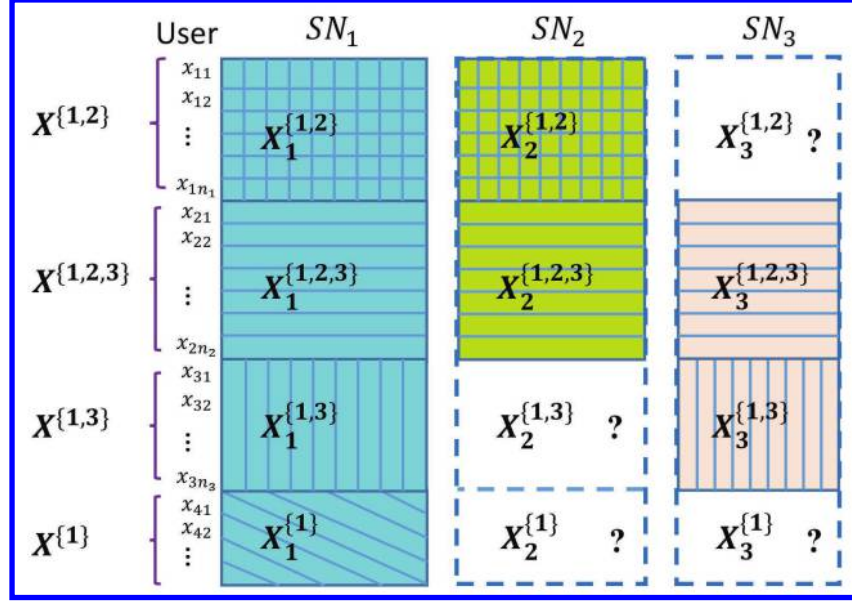 User SN₁ SN₂ SN₃
X^{1,2} x₁₁ x₁₂ ⋮ x₁ₙ₁ X₁^{1,2} X₂^{1,2} X₃^{1,2} ?
X^{1,2,3} x₂₁ x₂₂ ⋮ x₂ₙ₂ X₁^{1,2,3} X₂^{1,2,3} X₃^{1,2,3}
X^{1,3} x₃₁ x₃₂ ⋮ x₃ₙ₃ X₁^{1,3} X₂^{1,3} ? X₃^{1,3}
X^{1} x₄₁ x₄₂ ⋮ X₁^{1} X₂^{1} ? X₃^{1} ?